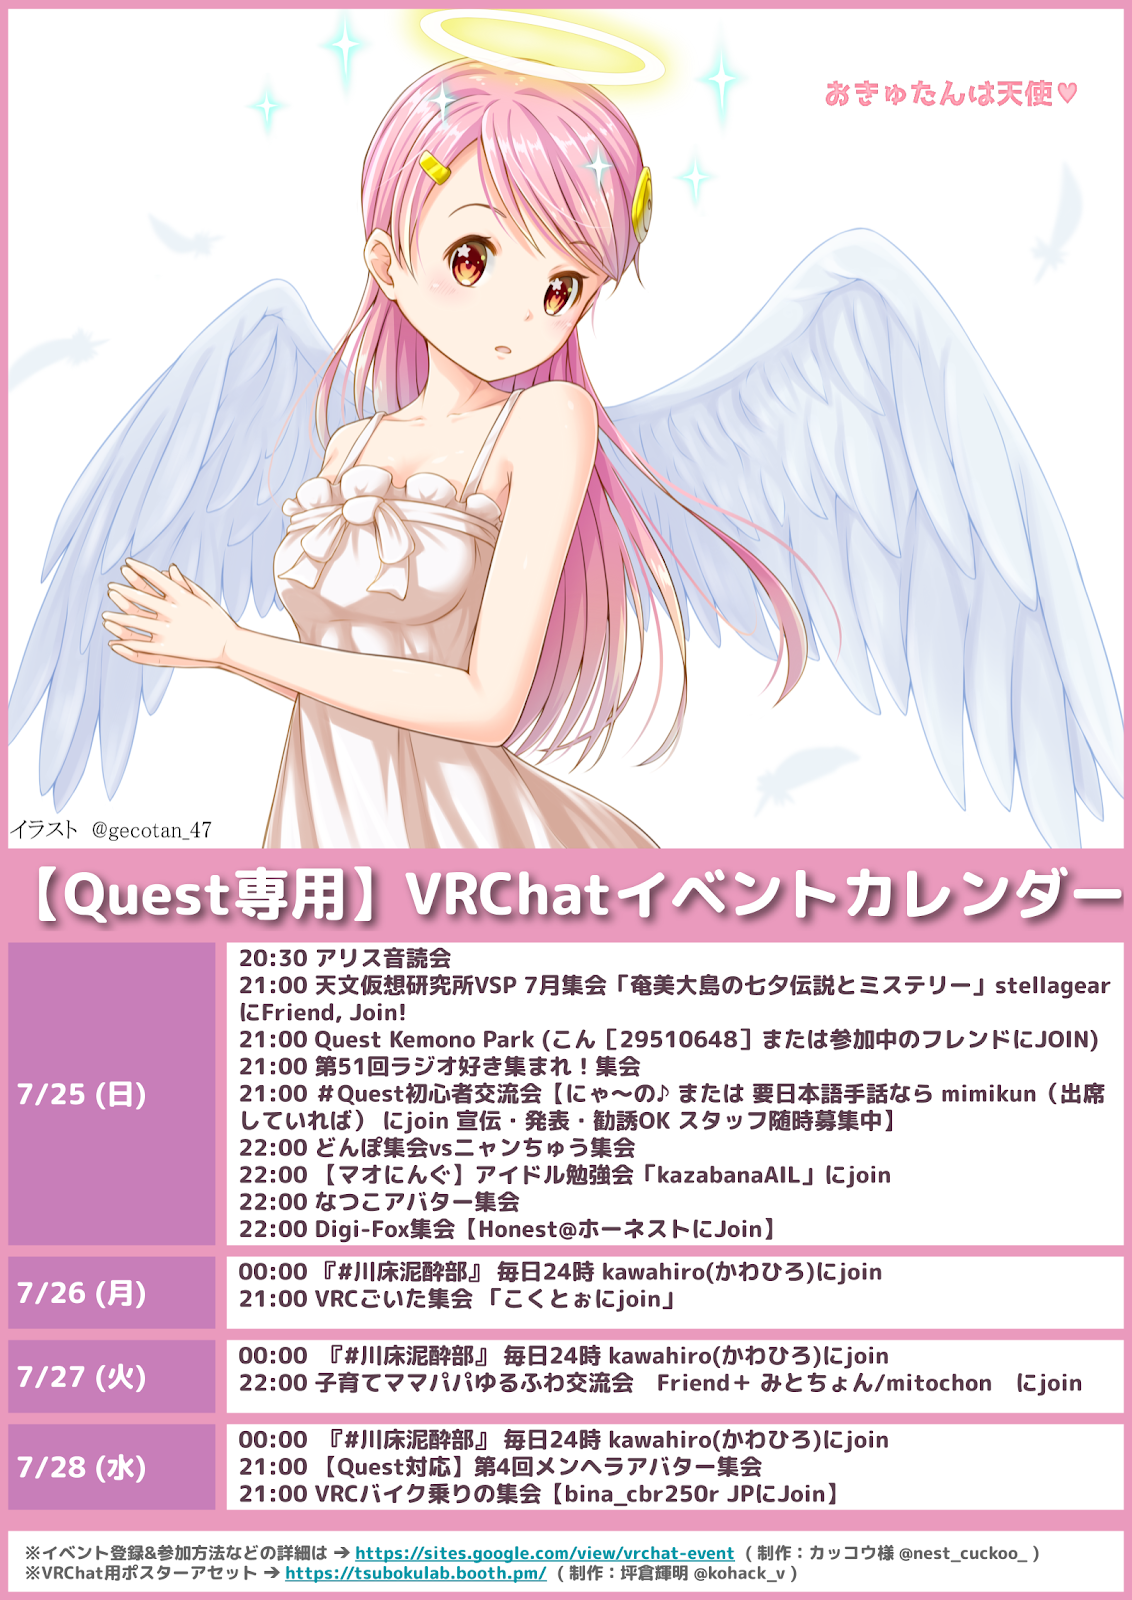 おきゅたんは天使♥
イラスト @gecotan_47
【Quest専用】VRChatイベントカレンダー
7/25 (日)
20:30 アリス音読会
21:00 天文仮想研究所VSP 7月集会「奄美大島の七夕伝説とミステリー」stellagear
にFriend, Join!
21:00 Quest Kemono Park (こん［29510648］または参加中のフレンドにJOIN)
21:00 第51回ラジオ好き集まれ！集会
21:00 ＃Quest初心者交流会【にゃ〜の♪ または 要日本語手話なら mimikun（出席
していれば） にjoin 宣伝・発表・勧誘OK スタッフ随時募集中】
22:00 どんぽ集会vsニャンちゅう集会
22:00 【マオにんぐ】アイドル勉強会「kazabanaAIL」にjoin
22:00 なつこアバター集会
22:00 Digi-Fox集会【Honest@ホーネストにJoin】
7/26 (月)
00:00 『#川床泥酔部』 毎日24時 kawahiro(かわひろ)にjoin
21:00 VRCごいた集会 「こくとぉにjoin」
7/27 (火)
00:00 『#川床泥酔部』 毎日24時 kawahiro(かわひろ)にjoin
22:00 子育てママパパゆるふわ交流会　Friend＋ みとちょん/mitochon　にjoin
7/28 (水)
00:00 『#川床泥酔部』 毎日24時 kawahiro(かわひろ)にjoin
21:00 【Quest対応】第4回メンヘラアバター集会
21:00 VRCバイク乗りの集会【bina_cbr250r JPにJoin】
※イベント登録&参加方法などの詳細は → https://sites.google.com/view/vrchat-event （制作：カッコウ様 @nest_cuckoo_ ）
※VRChat用ポスターアセット → https://tsubokulab.booth.pm/ （制作：坪倉輝明 @kohack_v ）